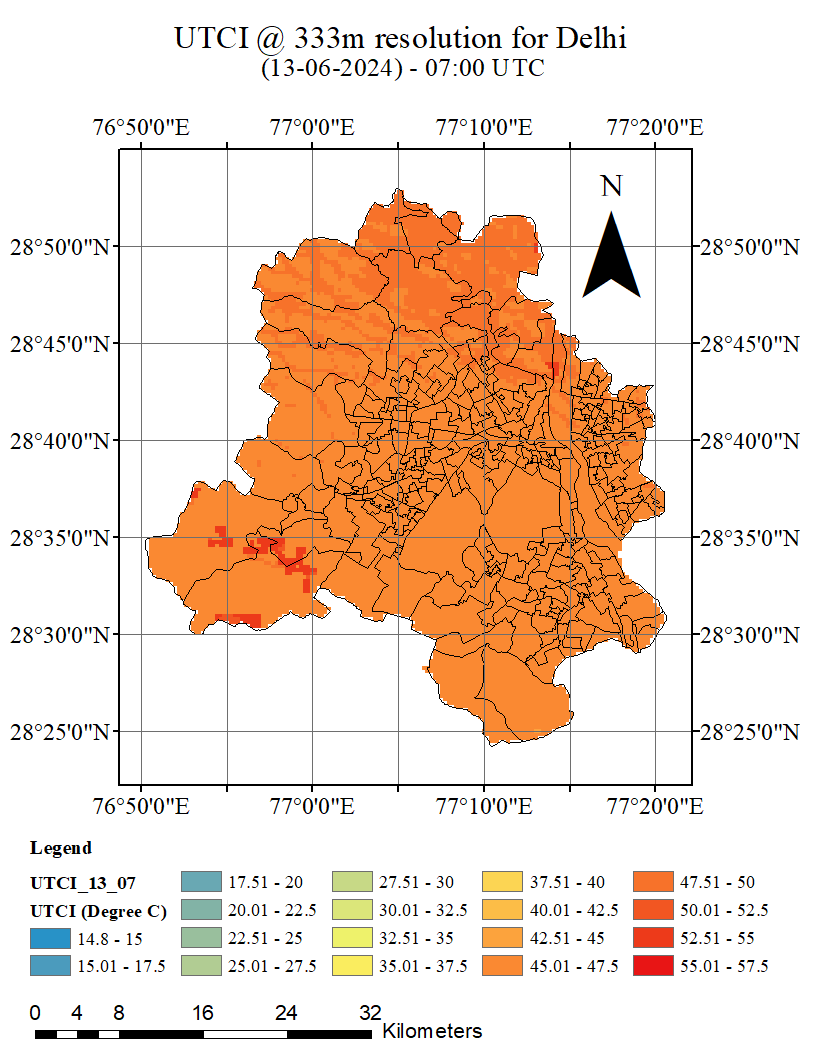 UTCI @ 333m resolution for Delhi
(13-06-2024) - 07:00 UTC
76°50'0"E 77°0'0"E 77°10'0"E 77°20'0"E
N
28°50'0"N 28°50'0"N
28°45'0"N 28°45'0"N
28°40'0"N 28°40'0"N
28°35'0"N 28°35'0"N
28°30'0"N 28°30'0"N
28°25'0"N 28°25'0"N
76°50'0"E 77°0'0"E 77°10'0"E 77°20'0"E
Legend
UTCI_13_07 17.51 - 20 27.51 - 30 37.51 - 40 47.51 - 50
UTCI (Degree C) 20.01 - 22.5 30.01 - 32.5 40.01 - 42.5 50.01 - 52.5
14.8 - 15 22.51 - 25 32.51 - 35 42.51 - 45 52.51 - 55
15.01 - 17.5 25.01 - 27.5 35.01 - 37.5 45.01 - 47.5 55.01 - 57.5
0 4 8 16 24 32
Kilometers